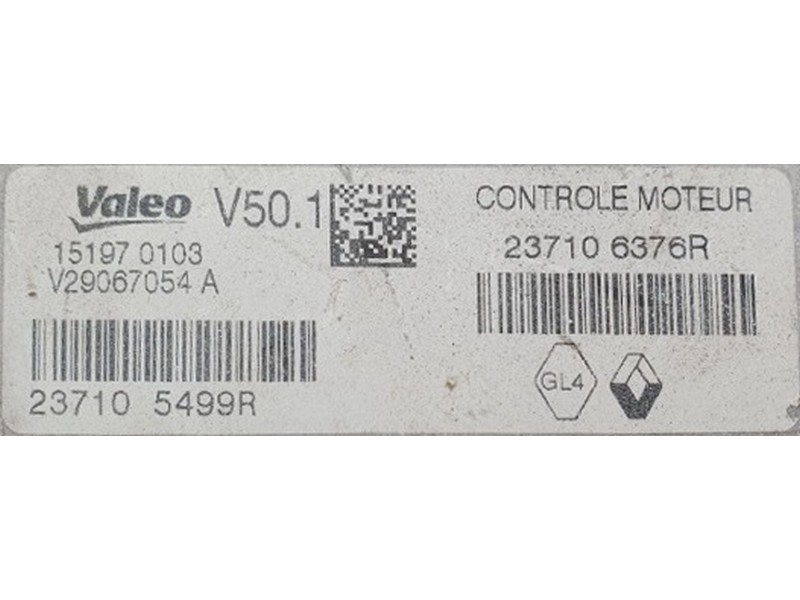 Valeo V50.1
15197 0103
V29067054 A
23710 5499R
CONTROLE MOTEUR
23710 6376R
GL4